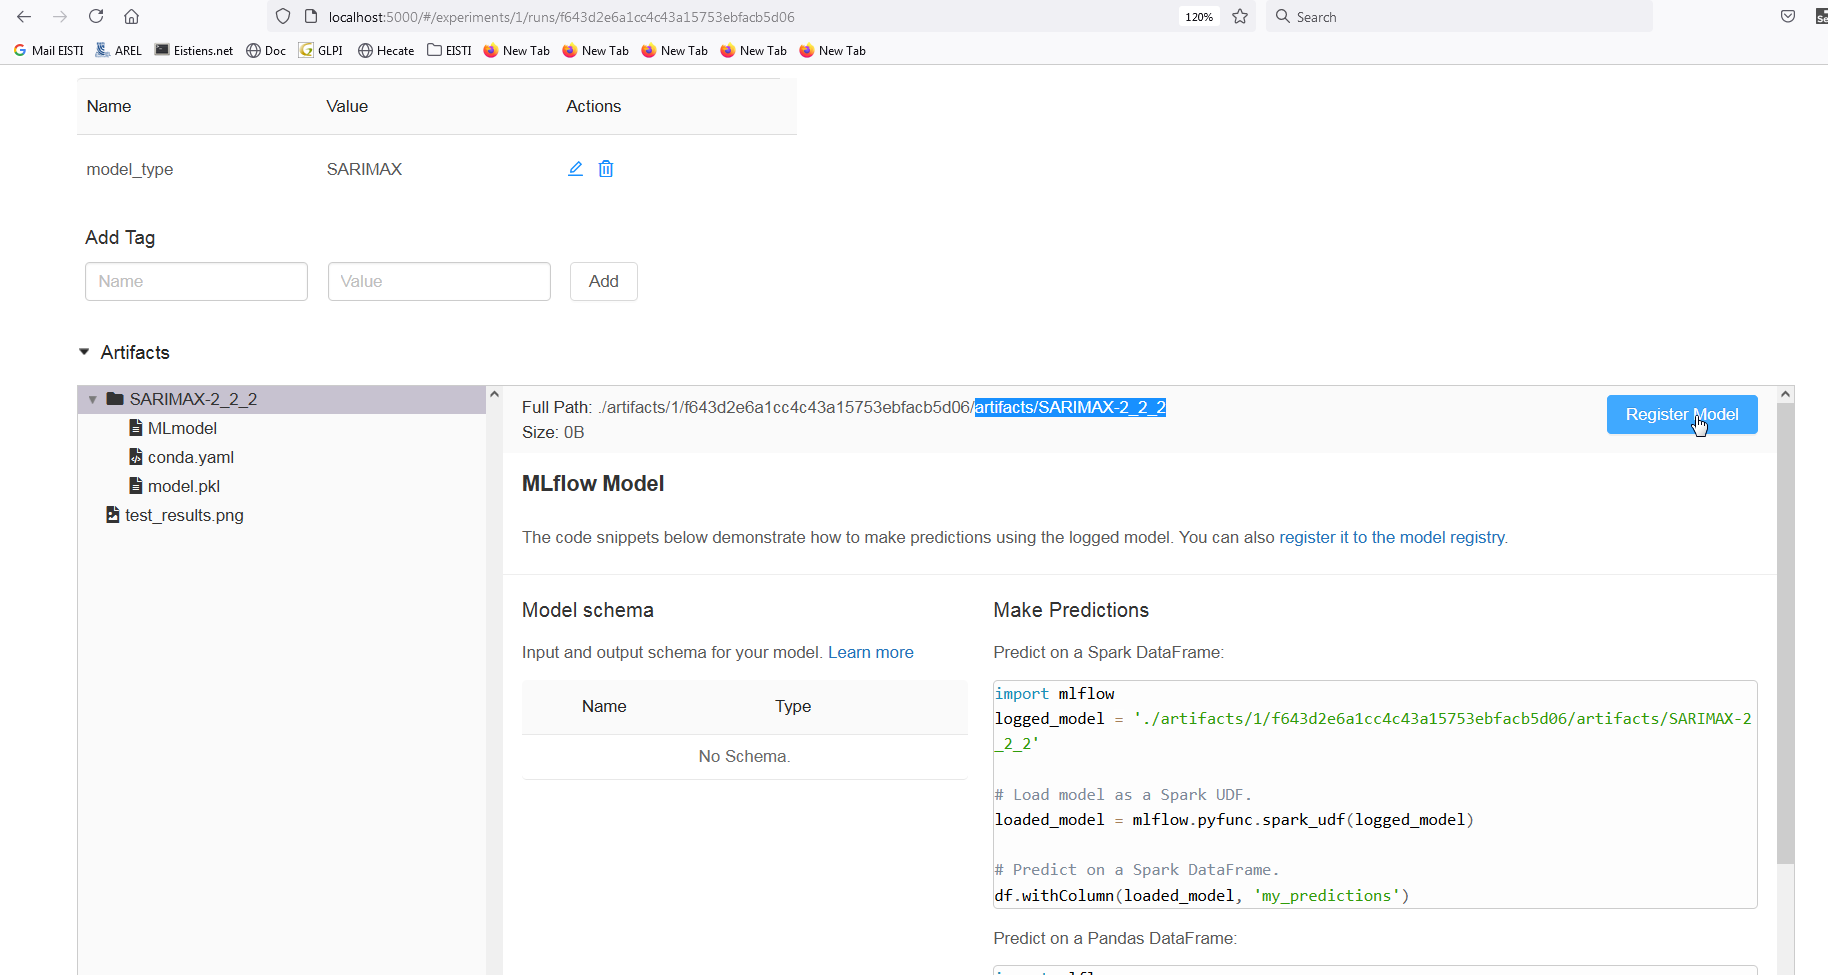 localhost:5000/#/experiments/1/runs/f643d2e6a1cc4c43a15753ebfacb5d06
120%
Search
Mail EISTI AREL Eistiens.net Doc GLPI Hecate EISTI New Tab New Tab New Tab New Tab New Tab
Name Value Actions
model_type SARIMAX
Add Tag
Name Value Add
Artifacts
SARIMAX-2_2_2
MLmodel
conda.yaml
model.pkl
test_results.png
Full Path: ./artifacts/1/f643d2e6a1cc4c43a15753ebfacb5d06/artifacts/SARIMAX-2_2_2
Size: 0B
Register Model
MLflow Model
The code snippets below demonstrate how to make predictions using the logged model. You can also register it to the model registry.
Model schema
Input and output schema for your model. Learn more
Name Type
No Schema.
Make Predictions
Predict on a Spark DataFrame:
import mlflow
logged_model = './artifacts/1/f643d2e6a1cc4c43a15753ebfacb5d06/artifacts/SARIMAX-2
_2_2'
# Load model as a Spark UDF.
loaded_model = mlflow.pyfunc.spark_udf(logged_model)
# Predict on a Spark DataFrame.
df.withColumn(loaded_model, 'my_predictions')
Predict on a Pandas DataFrame: